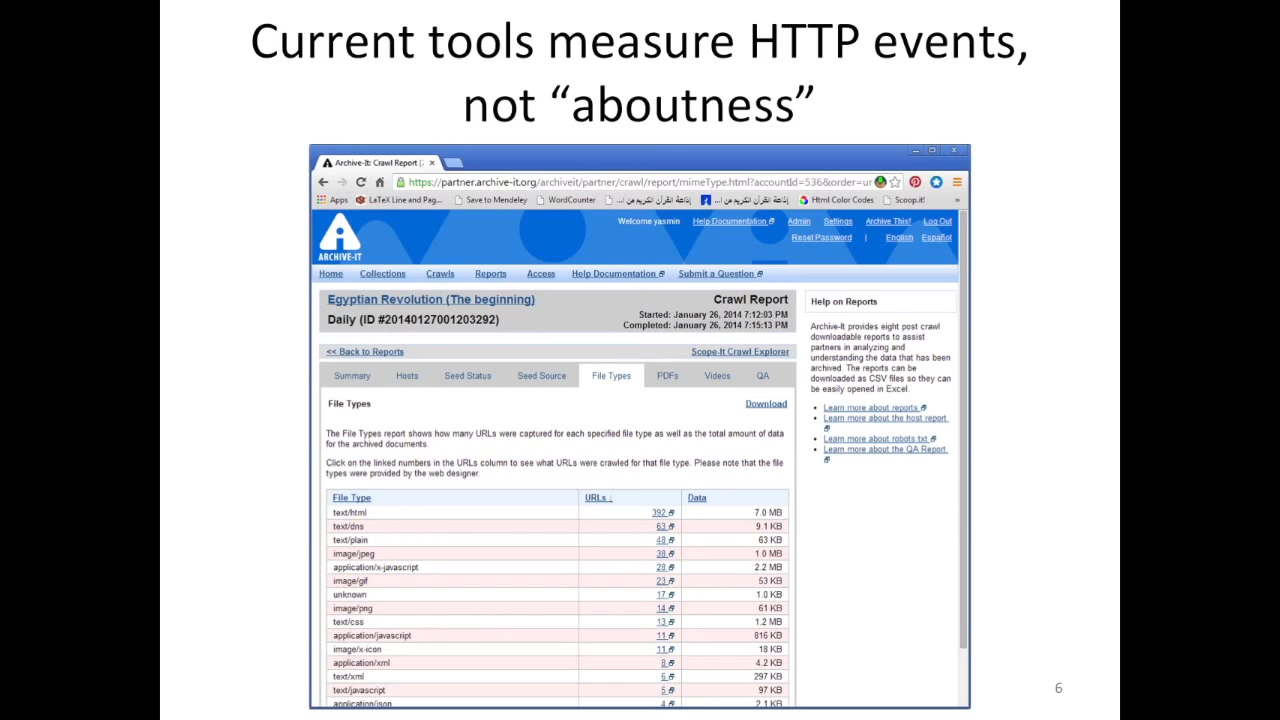 Current tools measure HTTP events,
not “aboutness”
Archive-It: Crawl Report [
https://partner.archive-it.org/archiveit/partner/crawl/report/mimeType.html?accountId=536&order=ur
Apps LaTeX Line and Pag... Save to Mendeley WordCounter إذاعة القرآن الكريم من ا... إذاعة القرآن الكريم من ا... Html Color Codes Scoop.it! »
Welcome yasmin Help Documentation Admin Settings Archive This! Log Out
Reset Password | English Español
ARCHIVE-IT
Home Collections Crawls Reports Access Help Documentation Submit a Question
Egyptian Revolution (The beginning)
Daily (ID #20140127001203292)
Crawl Report
Started: January 26, 2014 7:12:03 PM
Completed: January 26, 2014 7:15:13 PM
<< Back to Reports Scope-It Crawl Explorer
Summary Hosts Seed Status Seed Source File Types PDFs Videos QA
File Types Download
The File Types report shows how many URLs were captured for each specified file type as well as the total amount of data
for the archived documents.
Click on the linked numbers in the URLs column to see what URLs were crawled for that file type. Please note that the file
types were provided by the web designer.
File Type URLs ↓ Data
text/html 392 7.0 MB
text/dns 63 9.1 KB
text/plain 48 63 KB
image/jpeg 38 1.0 MB
application/x-javascript 28 2.2 MB
image/gif 23 53 KB
unknown 17 1.0 KB
image/png 14 61 KB
text/css 13 1.2 MB
application/javascript 11 816 KB
image/x-icon 11 18 KB
application/xml 8 4.2 KB
text/xml 6 297 KB
text/javascript 5 97 KB
application/json 4 2.1 KB
Help on Reports
Archive-It provides eight post crawl
downloadable reports to assist
partners in analyzing and
understanding the data that has been
archived. The reports can be
downloaded as CSV files so they can
be easily opened in Excel.
• Learn more about reports
• Learn more about the host report
• Learn more about robots.txt
• Learn more about the QA Report
6